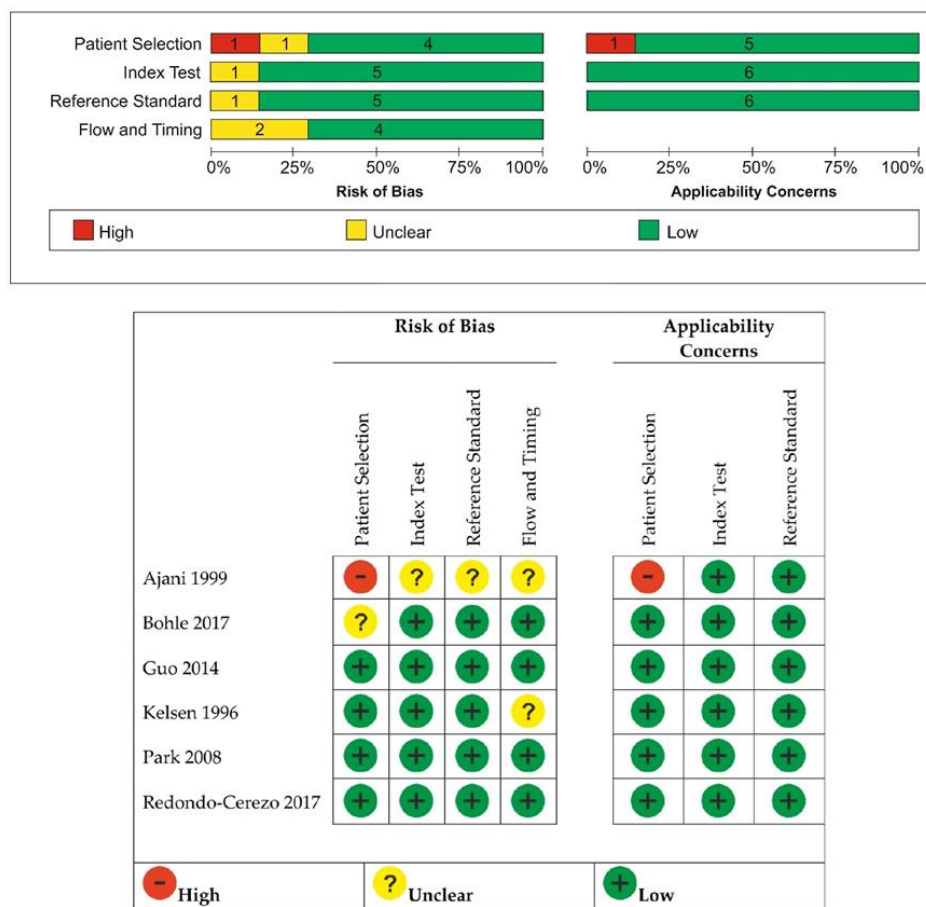 Patient Selection 1 1 4 1 5
Index Test 1 5 6
Reference Standard 1 5 6
Flow and Timing 2 4
0% 25% 50% 75% 100% 0% 25% 50% 75% 100%
Risk of Bias Applicability Concerns
High Unclear Low
Risk of Bias Applicability
Concerns
Patient Selection
Index Test
Reference Standard
Flow and Timing
Patient Selection
Index Test
Reference Standard
Ajani 1999 - ? ? ? - + +
Bohle 2017 ? + + + + + +
Guo 2014 + + + + + + +
Kelsen 1996 + + + ? + + +
Park 2008 + + + + + + +
Redondo-Cerezo 2017 + + + + + + +
- High ? Unclear + Low